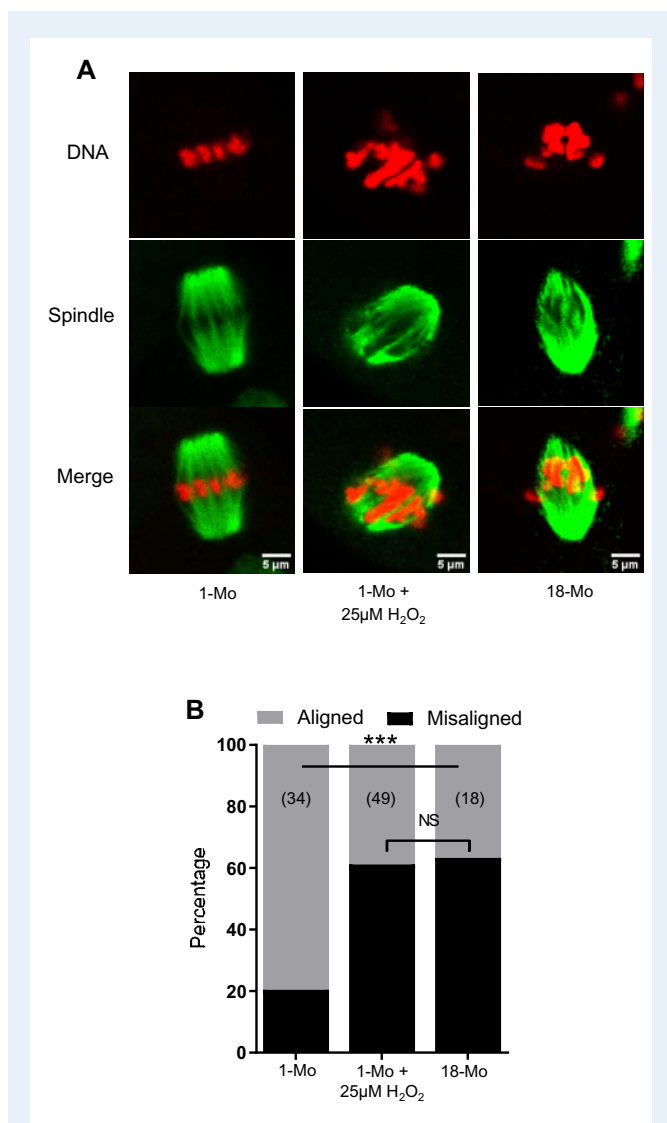 A
DNA
Spindle
Merge
5 µm 5 µm 5 µm
1-Mo 1-Mo + 25µM H₂O₂ 18-Mo
B
Aligned Misaligned
***
100
(34) (49) (18)
80
NS
60
Percentage
40
20
0
1-Mo 1-Mo + 25µM H₂O₂ 18-Mo